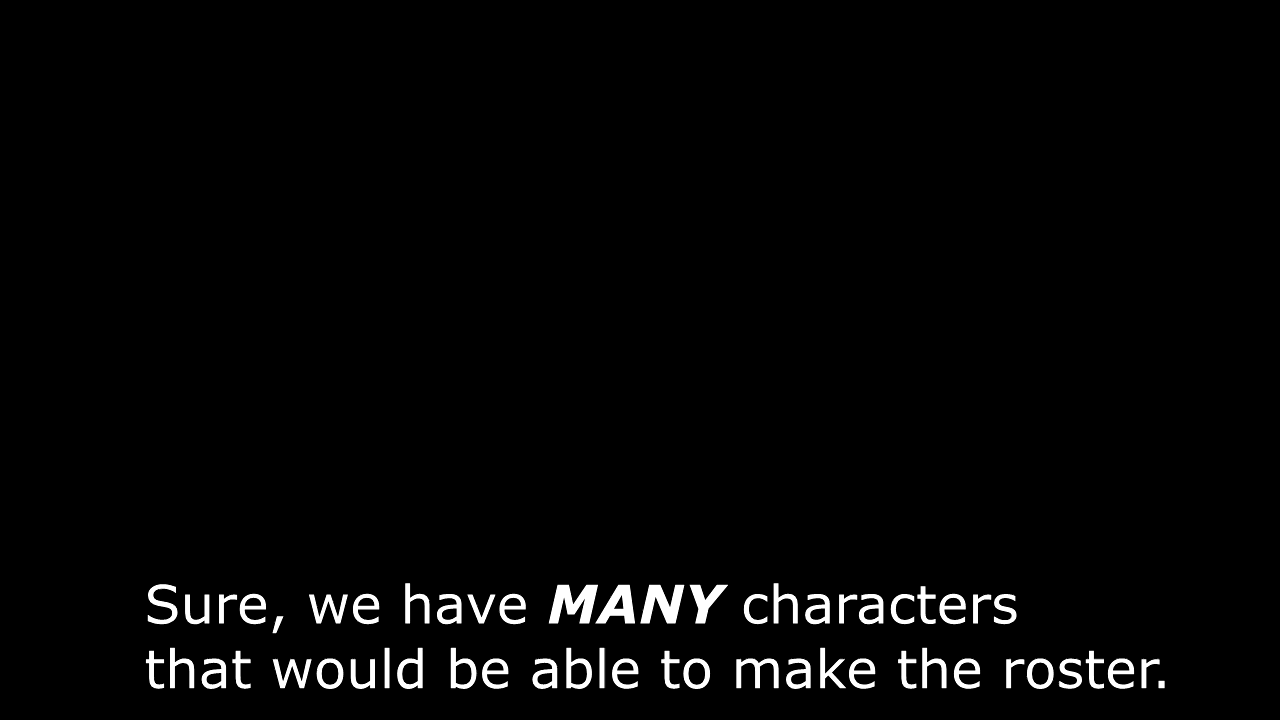 Sure, we have MANY characters
that would be able to make the roster.